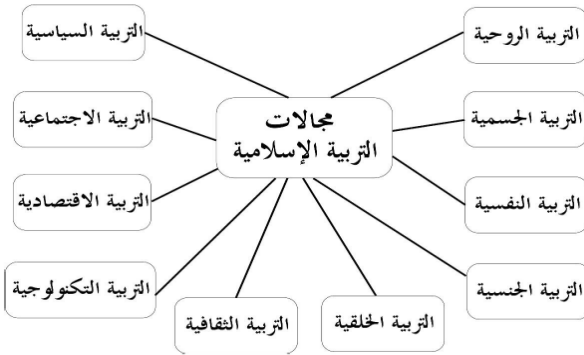 التربية الروحية
التربية السياسية
مجالات
التربية الإسلامية
التربية الجسمية
التربية الاجتماعية
التربية النفسية
التربية الاقتصادية
التربية الجنسية
التربية التكنولوجية
التربية الخلقية
التربية الثقافية